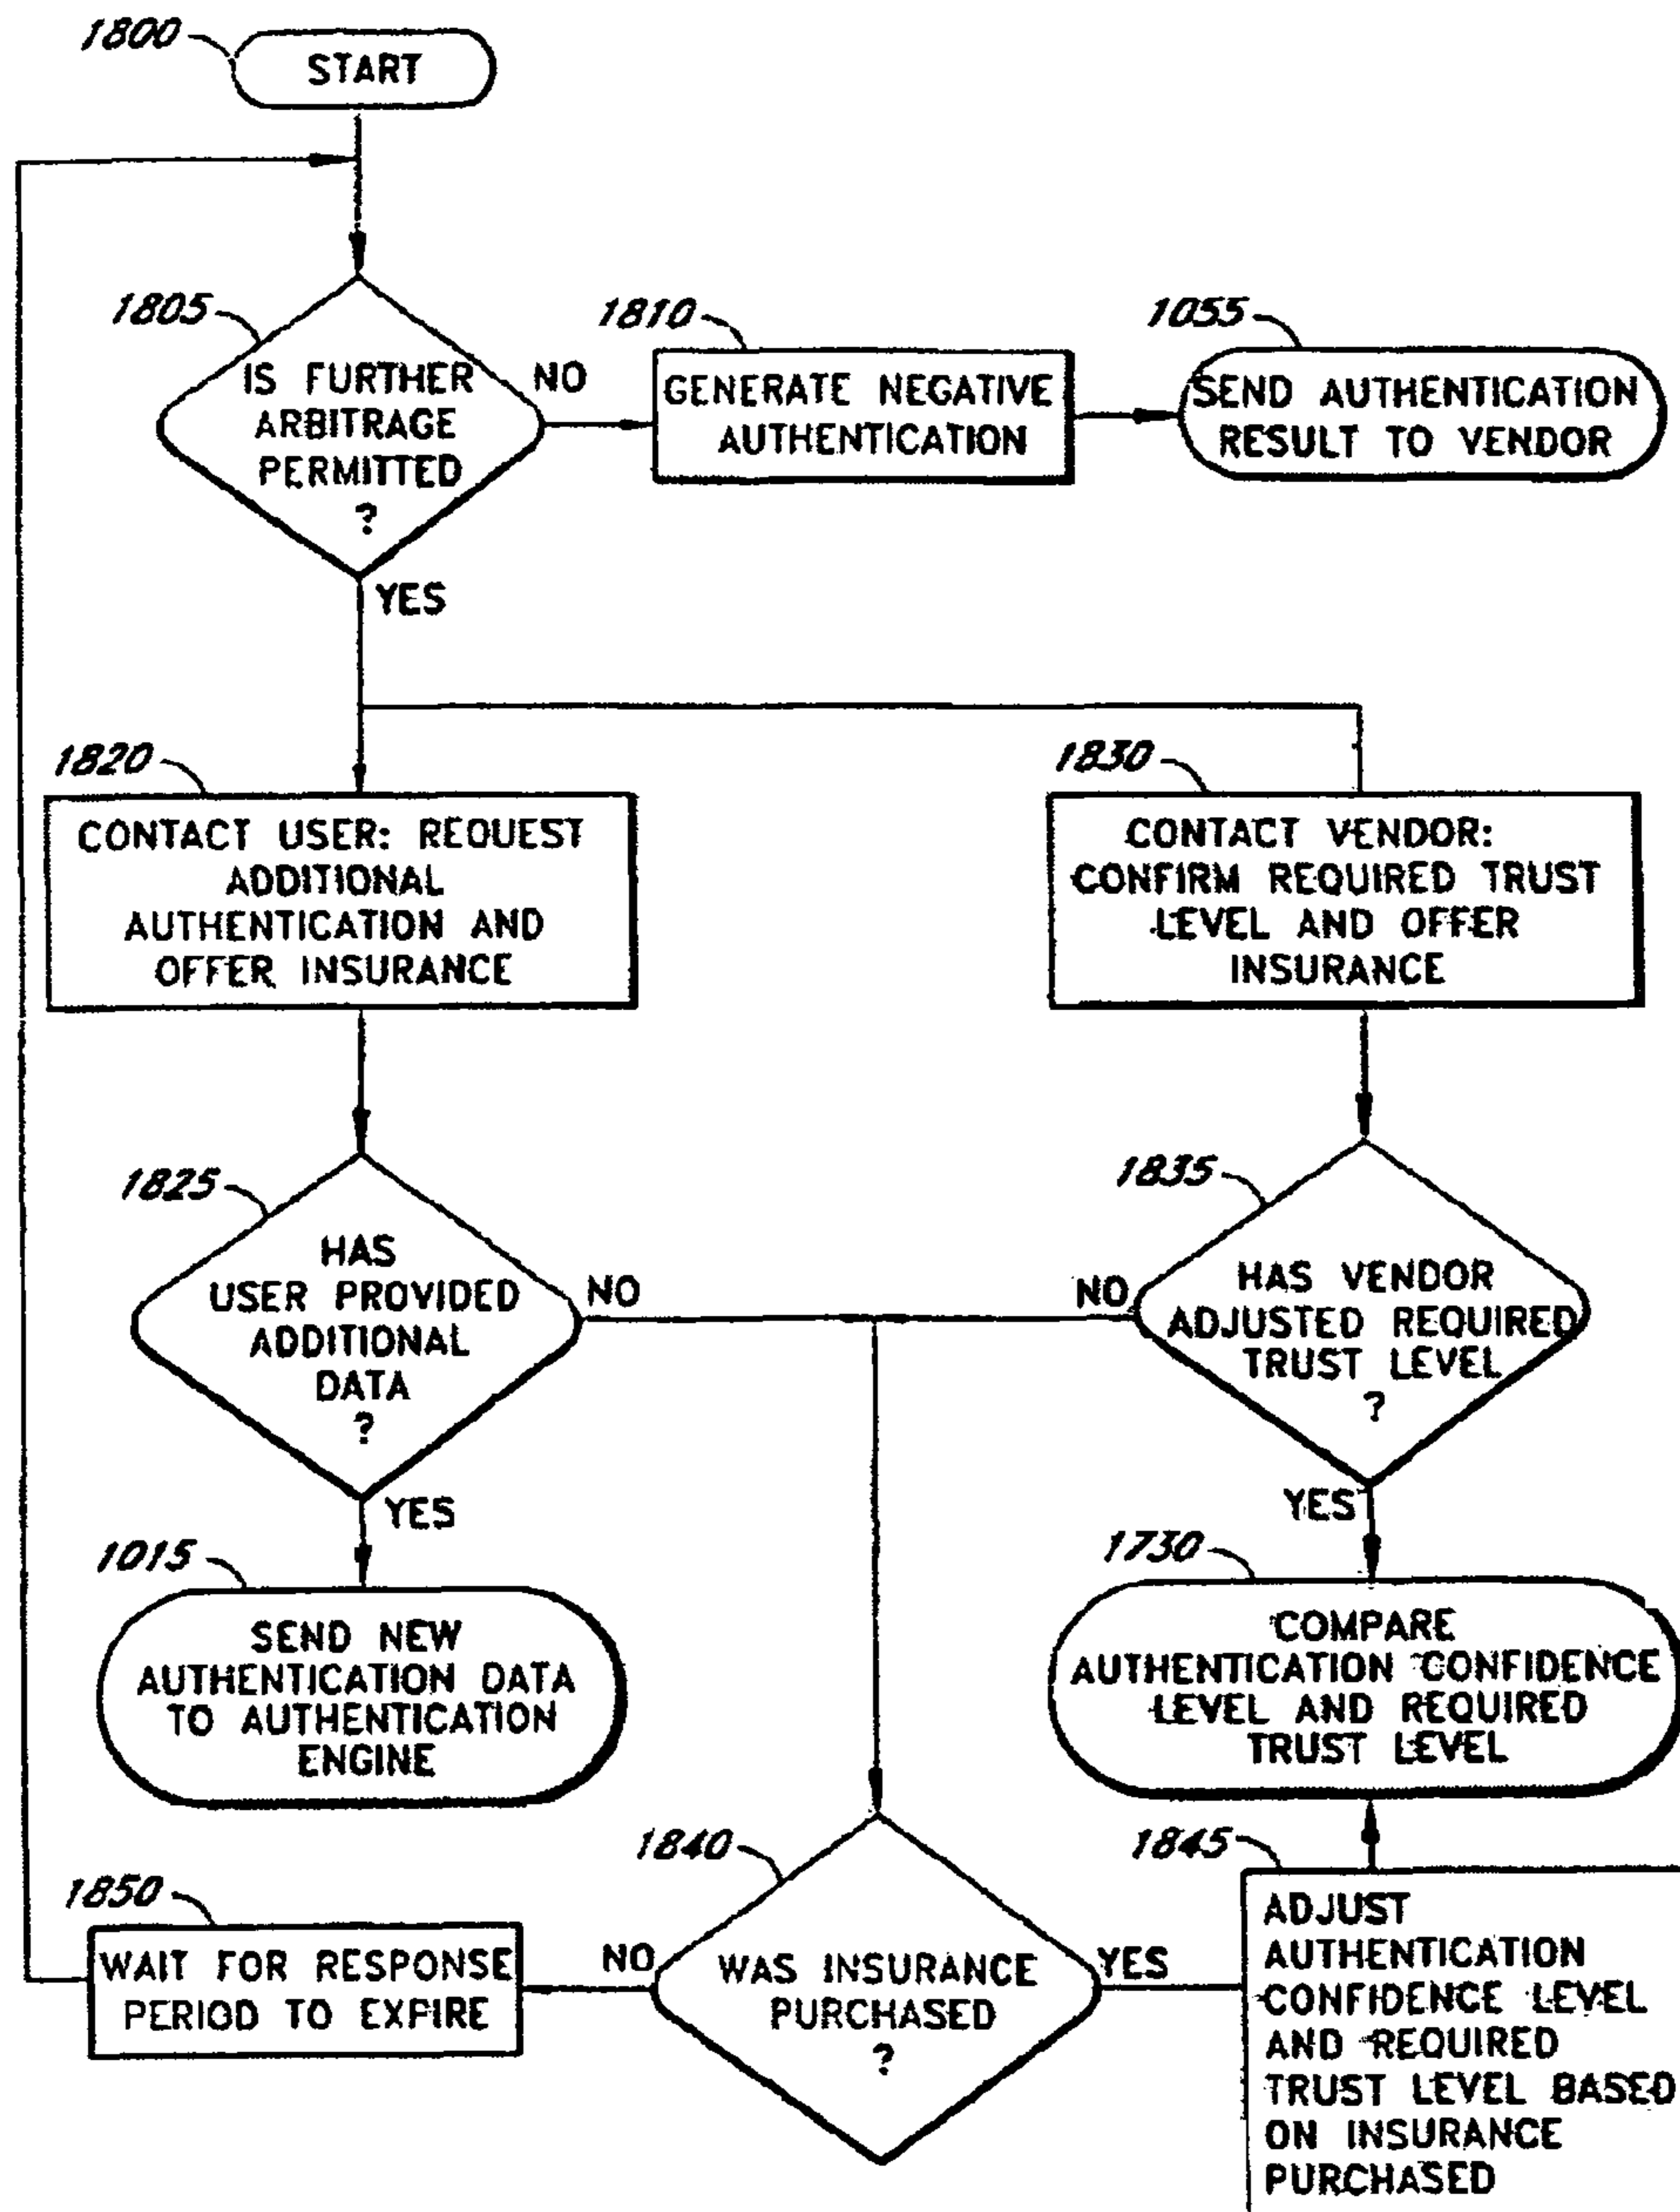 1800
START
1805
IS FURTHER
ARBITRAGE
PERMITTED
?
NO
YES
1810
GENERATE NEGATIVE
AUTHENTICATION
1055
SEND AUTHENTICATION
RESULT TO VENDOR
1820
CONTACT USER: REQUEST
ADDITIONAL
AUTHENTICATION AND
OFFER INSURANCE
1830
CONTACT VENDOR:
CONFIRM REQUIRED TRUST
LEVEL AND OFFER
INSURANCE
1825
HAS
USER PROVIDED
ADDITIONAL
DATA
?
NO
YES
1835
HAS VENDOR
ADJUSTED REQUIRED
TRUST LEVEL
?
NO
YES
1015
SEND NEW
AUTHENTICATION DATA
TO AUTHENTICATION
ENGINE
1730
COMPARE
AUTHENTICATION CONFIDENCE
LEVEL AND REQUIRED
TRUST LEVEL
1840
WAS INSURANCE
PURCHASED
?
NO
YES
1850
WAIT FOR RESPONSE
PERIOD TO EXPIRE
1845
ADJUST
AUTHENTICATION
CONFIDENCE LEVEL
AND REQUIRED
TRUST LEVEL BASED
ON INSURANCE
PURCHASED